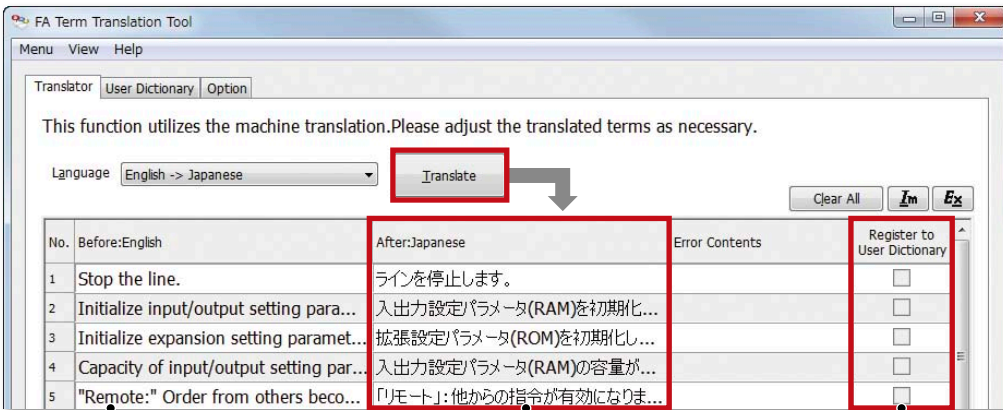 FA Term Translation Tool
Menu View Help
Translator User Dictionary Option
This function utilizes the machine translation.Please adjust the translated terms as necessary.
Language English -> Japanese Translate
Clear All Im Ex
No. Before:English After:Japanese Error Contents Register to User Dictionary
1 Stop the line. ラインを停止します。
2 Initialize input/output setting para... 入出力設定パラメータ(RAM)を初期化...
3 Initialize expansion setting paramet... 拡張設定パラメータ(ROM)を初期化し...
4 Capacity of input/output setting par... 入出力設定パラメータ(RAM)の容量が...
5 "Remote:" Order from others beco... 「リモート」:他からの指令が有効になりま...